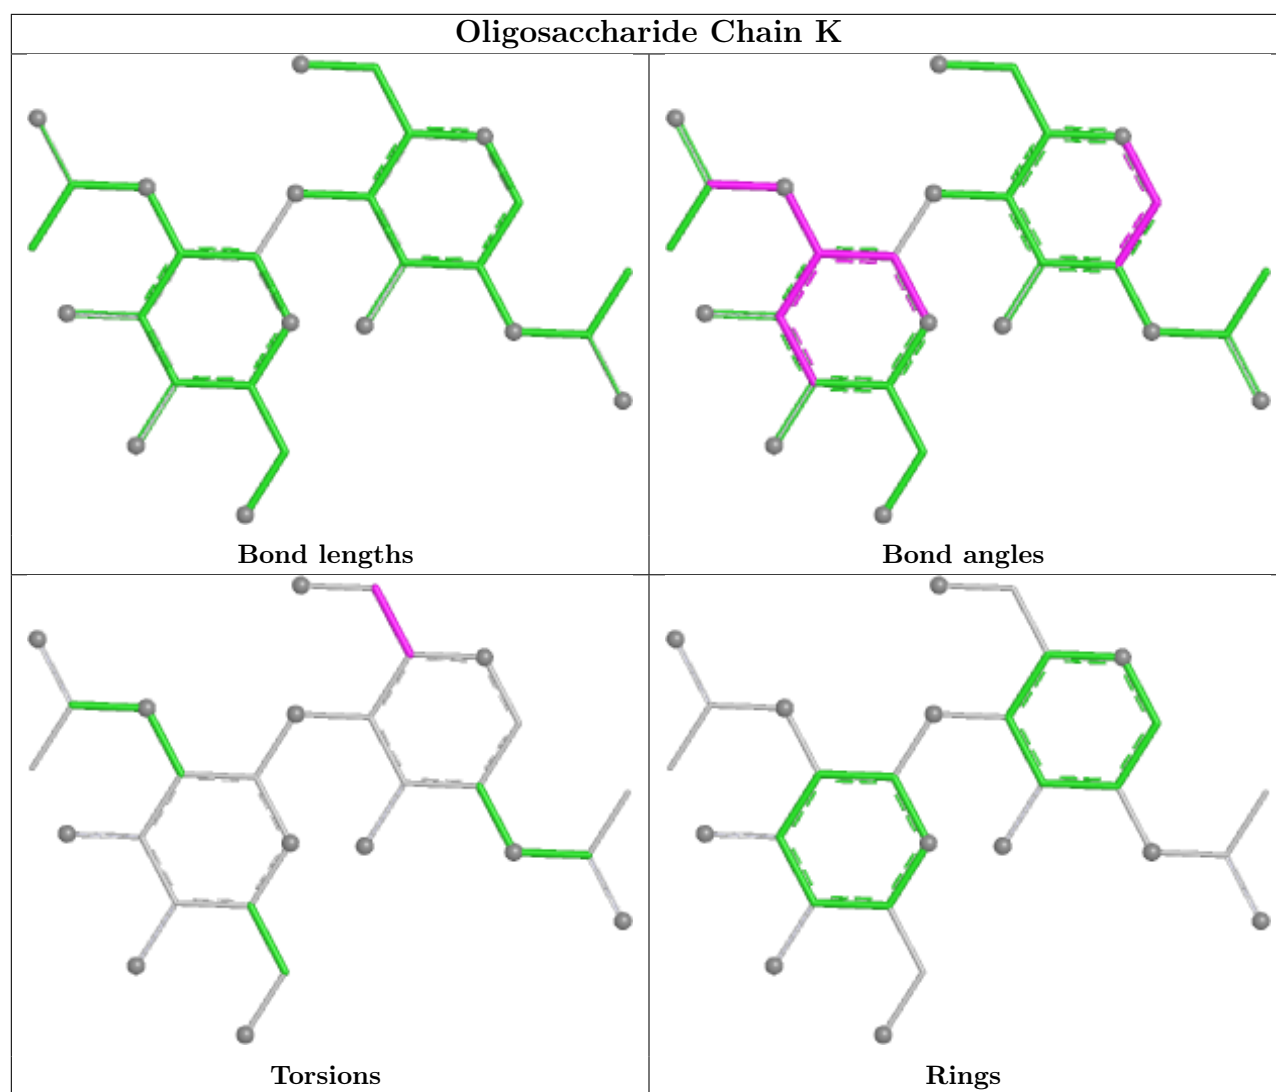 Oligosaccharide Chain K
Bond lengths
Bond angles
Torsions
Rings